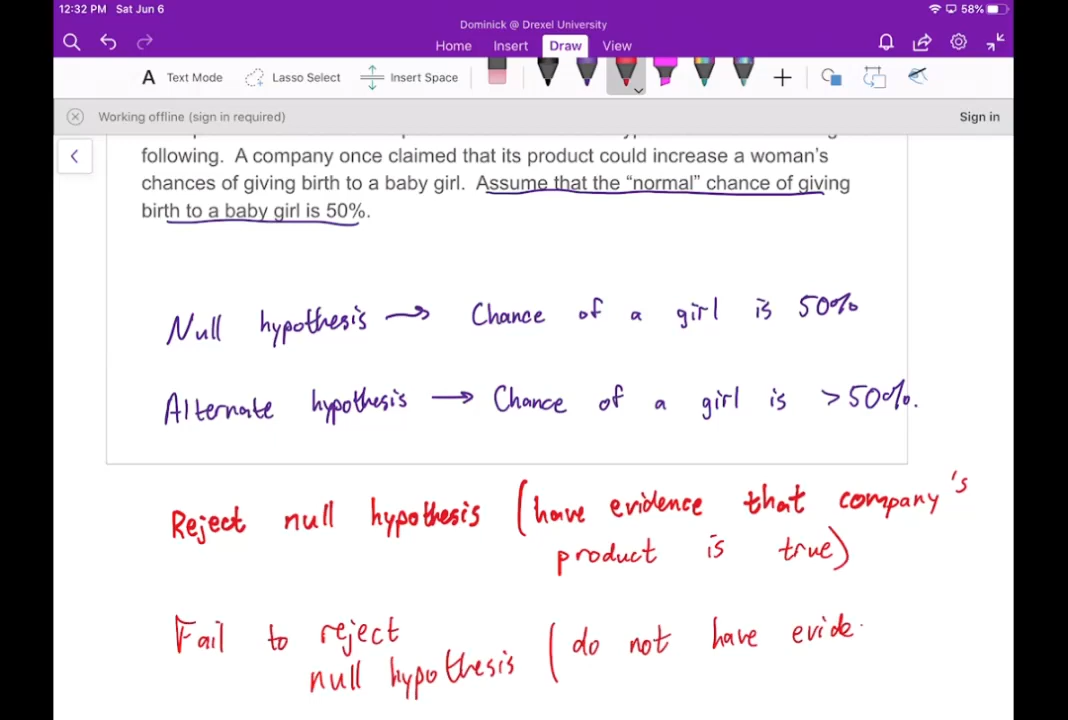 12:32 PM Sat Jun 6
58%
Dominick @ Drexel University
Home Insert Draw View
Text Mode Lasso Select Insert Space
Working offline (sign in required) Sign in
following. A company once claimed that its product could increase a woman's
chances of giving birth to a baby girl. Assume that the “normal” chance of giving
birth to a baby girl is 50%.
Null hypothesis → Chance of a girl is 50%
Alternate hypothesis → Chance of a girl is >50%.
Reject null hypothesis (have evidence that company's
product is true)
Fail to reject
null hypothesis (do not have evide